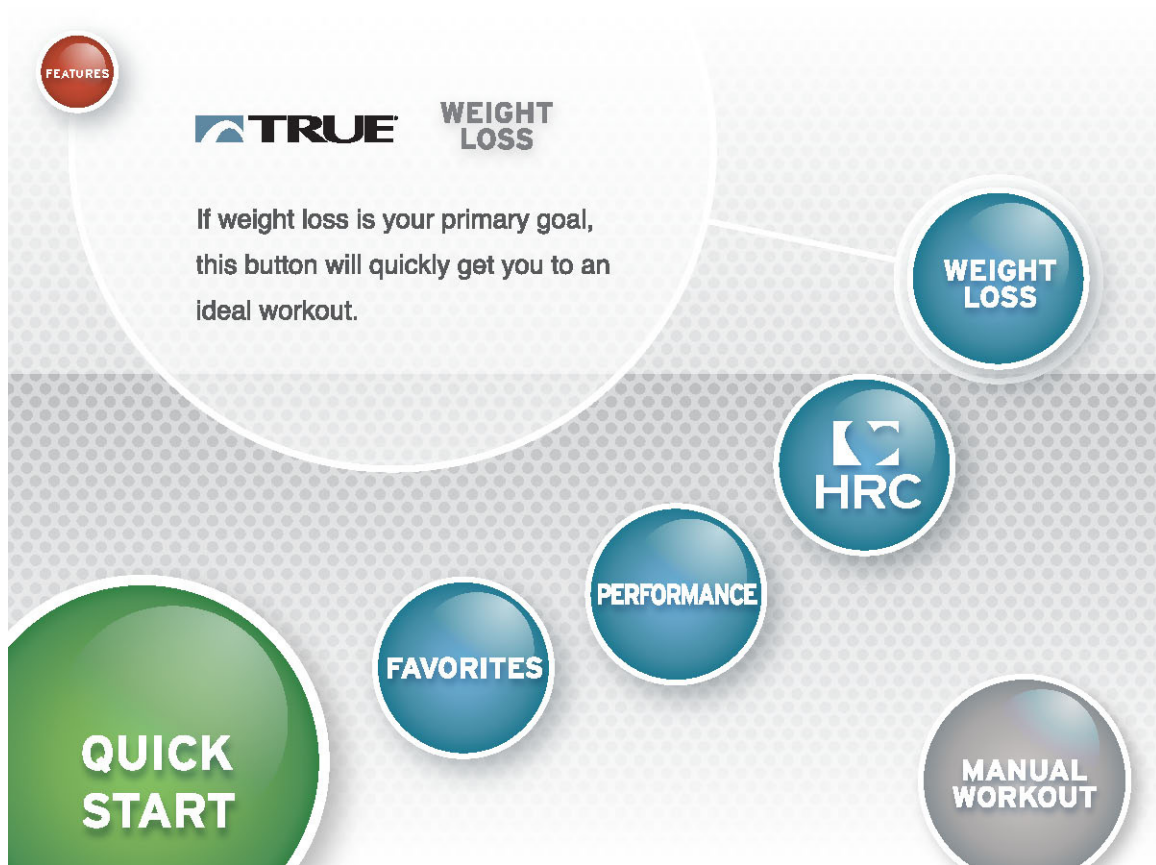 FEATURES
TRUE
WEIGHT
LOSS
If weight loss is your primary goal,
this button will quickly get you to an
ideal workout.
WEIGHT
LOSS
HRC
PERFORMANCE
FAVORITES
QUICK
START
MANUAL
WORKOUT